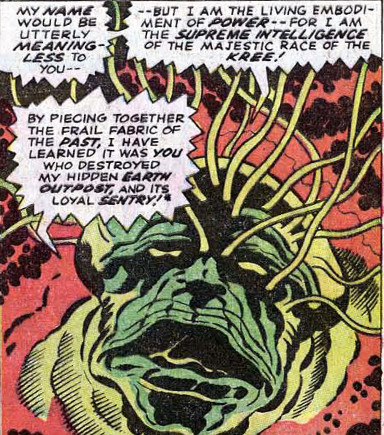 MY NAME
WOULD BE
UTTERLY
MEANING-
LESS TO
YOU--
--BUT I AM THE LIVING EMBODI-
MENT OF POWER--FOR I AM
THE SUPREME INTELLIGENCE
OF THE MAJESTIC RACE OF THE
KREE!
BY PIECING TOGETHER
THE FRAIL FABRIC OF
THE PAST, I HAVE
LEARNED IT WAS YOU
WHO DESTROYED
MY HIDDEN EARTH
OUTPOST, AND ITS
LOYAL SENTRY!*